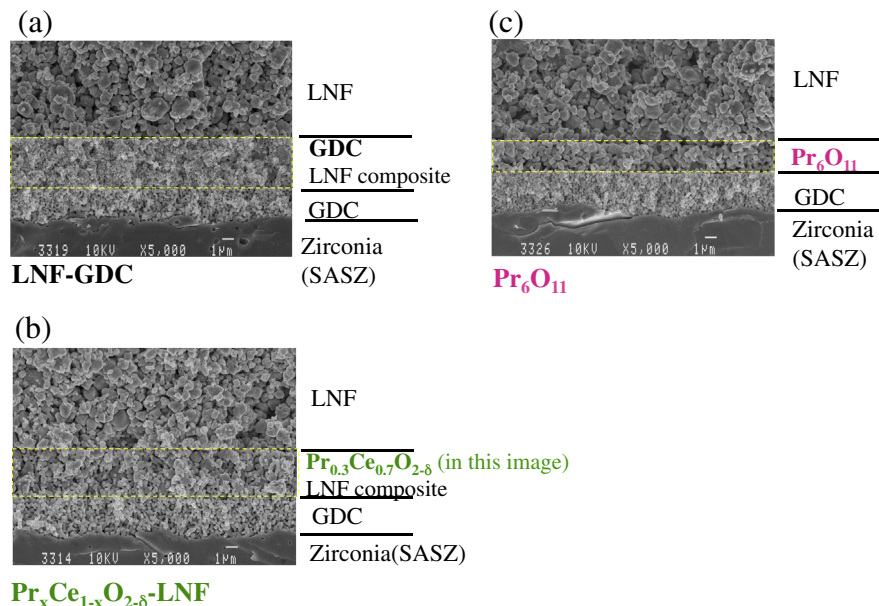 (a)
LNF
GDC
LNF composite
GDC
Zirconia
(SASZ)
3319 10KV X5,000 1µm
LNF-GDC
(c)
LNF
Pr₆O₁₁
GDC
Zirconia
(SASZ)
3326 10KV X5,000 1µm
Pr₆O₁₁
(b)
LNF
Pr₀.₃Ce₀.₇O₂₋δ (in this image)
LNF composite
GDC
Zirconia(SASZ)
3314 10KV X5,000 1µm
PrₓCe₁₋ₓO₂₋δ-LNF